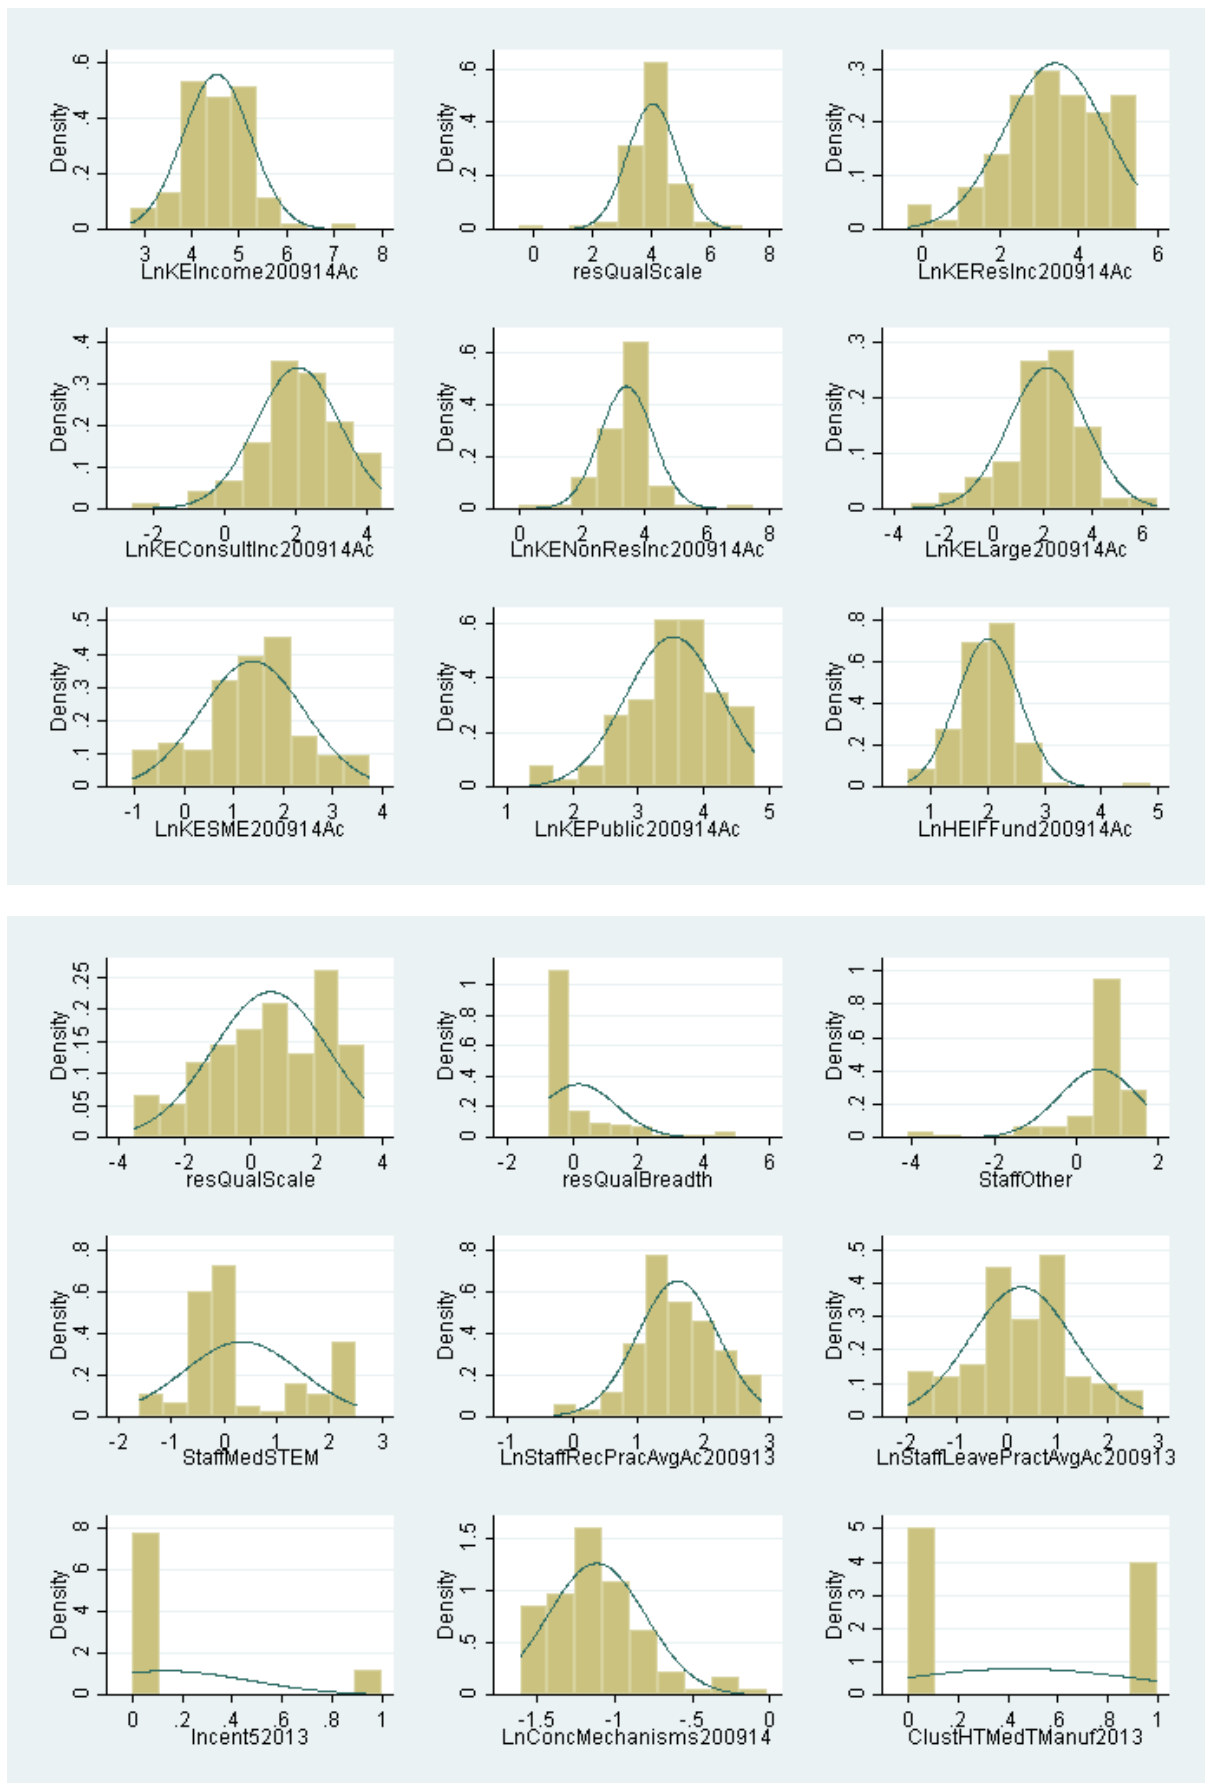 Density
0 .2 .4 .6
3 4 5 6 7 8
LnKEIncome200914Ac
Density
0 .2 .4 .6
0 2 4 6 8
resQualScale
Density
0 .1 .2 .3
0 2 4 6
LnKEResInc200914Ac
Density
0 .1 .2 .3 .4
-2 0 2 4
LnKEConsultInc200914Ac
Density
0 .2 .4 .6
0 2 4 6 8
LnKENonResInc200914Ac
Density
0 .1 .2 .3
-4 -2 0 2 4 6
LnKELarge200914Ac
Density
0 .1 .2 .3 .4 .5
-1 0 1 2 3 4
LnKESME200914Ac
Density
0 .2 .4 .6
1 2 3 4 5
LnKEPublic200914Ac
Density
0 .2 .4 .6 .8
1 2 3 4 5
LnHEIFFund200914Ac
Density
0 .05 .1 .15 .2 .25
-4 -2 0 2 4
resQualScale
Density
0 .2 .4 .6 .8 1
-2 0 2 4 6
resQualBreadth
Density
0 .2 .4 .6 .8 1
-4 -2 0 2
StaffOther
Density
0 .2 .4 .6 .8
-2 -1 0 1 2 3
StaffMedSTEM
Density
0 .2 .4 .6 .8
-1 0 1 2 3
LnStaffRecPracAvgAc200913
Density
0 .1 .2 .3 .4 .5
-2 -1 0 1 2 3
LnStaffLeavePractAvgAc200913
Density
0 2 4 6 8
0 .2 .4 .6 .8 1
Incent52013
Density
0 .5 1 1.5
-1.5 -1 -.5 0
LnConcMechanisms200914
Density
0 1 2 3 4 5
0 .2 .4 .6 .8 1
ClustHTMedTManuf2013